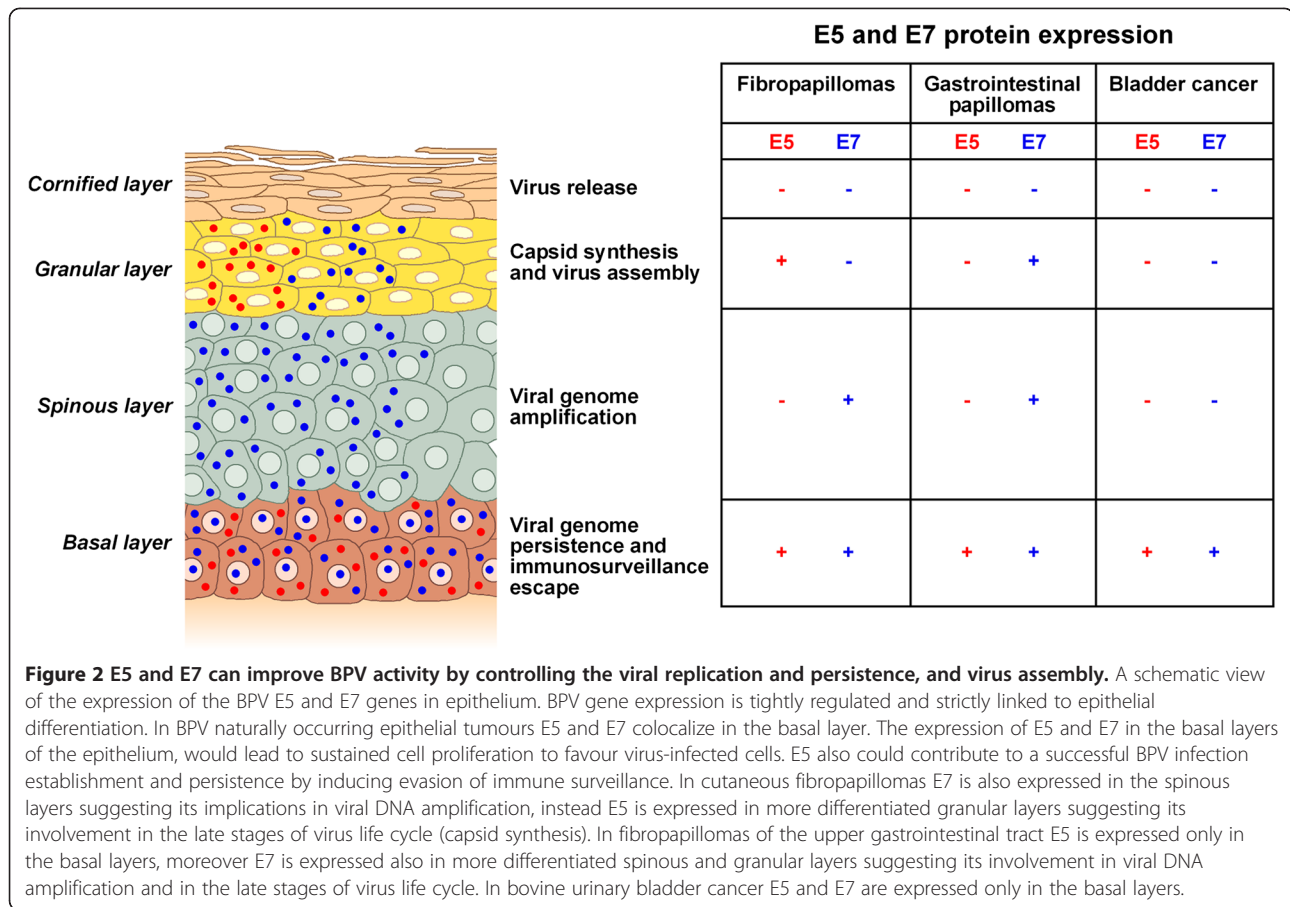 E5 and E7 protein expression
Fibropapillomas
Gastrointestinal
papillomas
Bladder cancer
E5 E7 E5 E7 E5 E7
Cornified layer
Virus release
- - - - - -
Granular layer
Capsid synthesis
and virus assembly
+ - - + - -
Spinous layer
Viral genome
amplification
- + - + - -
Basal layer
Viral genome
persistence and
immunosurveillance
escape
+ + + + + +
Figure 2 E5 and E7 can improve BPV activity by controlling the viral replication and persistence, and virus assembly. A schematic view
of the expression of the BPV E5 and E7 genes in epithelium. BPV gene expression is tightly regulated and strictly linked to epithelial
differentiation. In BPV naturally occurring epithelial tumours E5 and E7 colocalize in the basal layer. The expression of E5 and E7 in the basal layers
of the epithelium, would lead to sustained cell proliferation to favour virus-infected cells. E5 also could contribute to a successful BPV infection
establishment and persistence by inducing evasion of immune surveillance. In cutaneous fibropapillomas E7 is also expressed in the spinous
layers suggesting its implications in viral DNA amplification, instead E5 is expressed in more differentiated granular layers suggesting its
involvement in the late stages of virus life cycle (capsid synthesis). In fibropapillomas of the upper gastrointestinal tract E5 is expressed only in
the basal layers, moreover E7 is expressed also in more differentiated spinous and granular layers suggesting its involvement in viral DNA
amplification and in the late stages of virus life cycle. In bovine urinary bladder cancer E5 and E7 are expressed only in the basal layers.